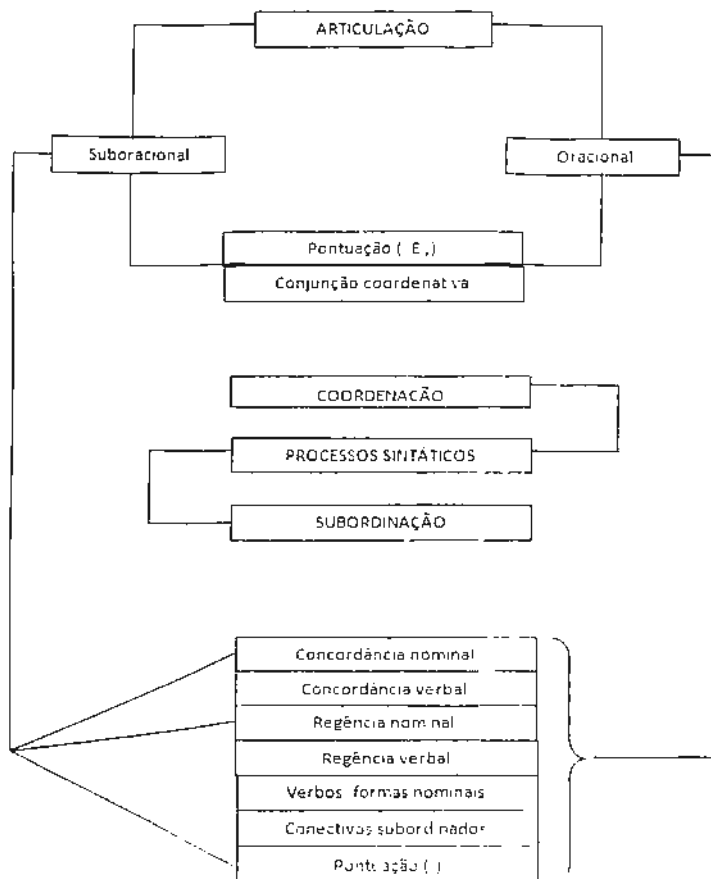 ARTICULAÇÃO
Suboracional
Oracional
Pontuação ( E ,)
Conjunção coordenativa
COORDENAÇÃO
PROCESSOS SINTÁTICOS
SUBORDINAÇÃO
Concordância nominal
Concordância verbal
Regência nominal
Regência verbal
Verbos formas nominais
Conectivos subordinados
Pontuação ( )